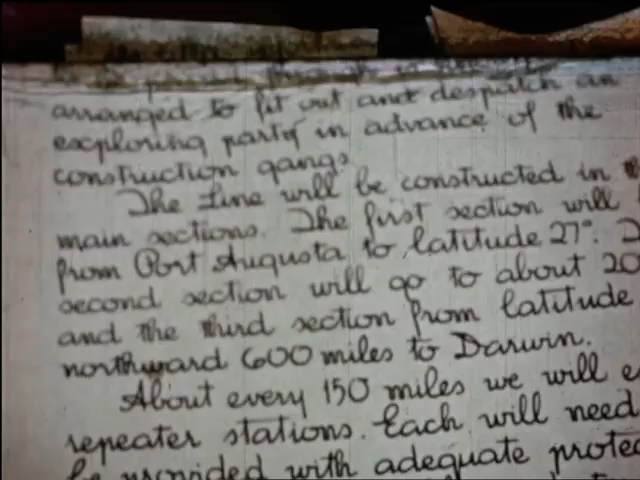 arranged to fit out and despatch an
exploring party in advance of the
construction gangs
The line will be constructed in
main sections. The first section will
from Port Augusta to latitude 27°.
second section will go to about 20
and the third section from latitude
northward 600 miles to Darwin.
About every 150 miles we will
repeater stations. Each will need
be provided with adequate